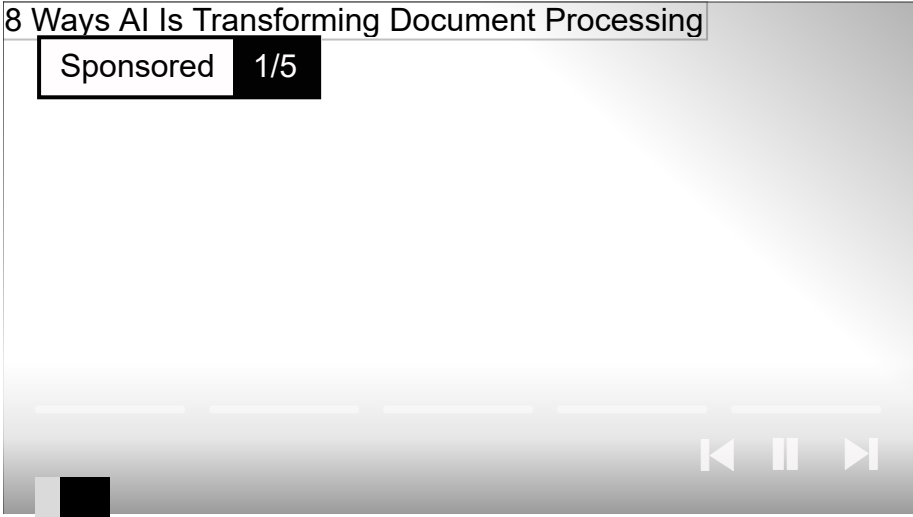 8 Ways AI Is Transforming Document Processing
Sponsored 1/5